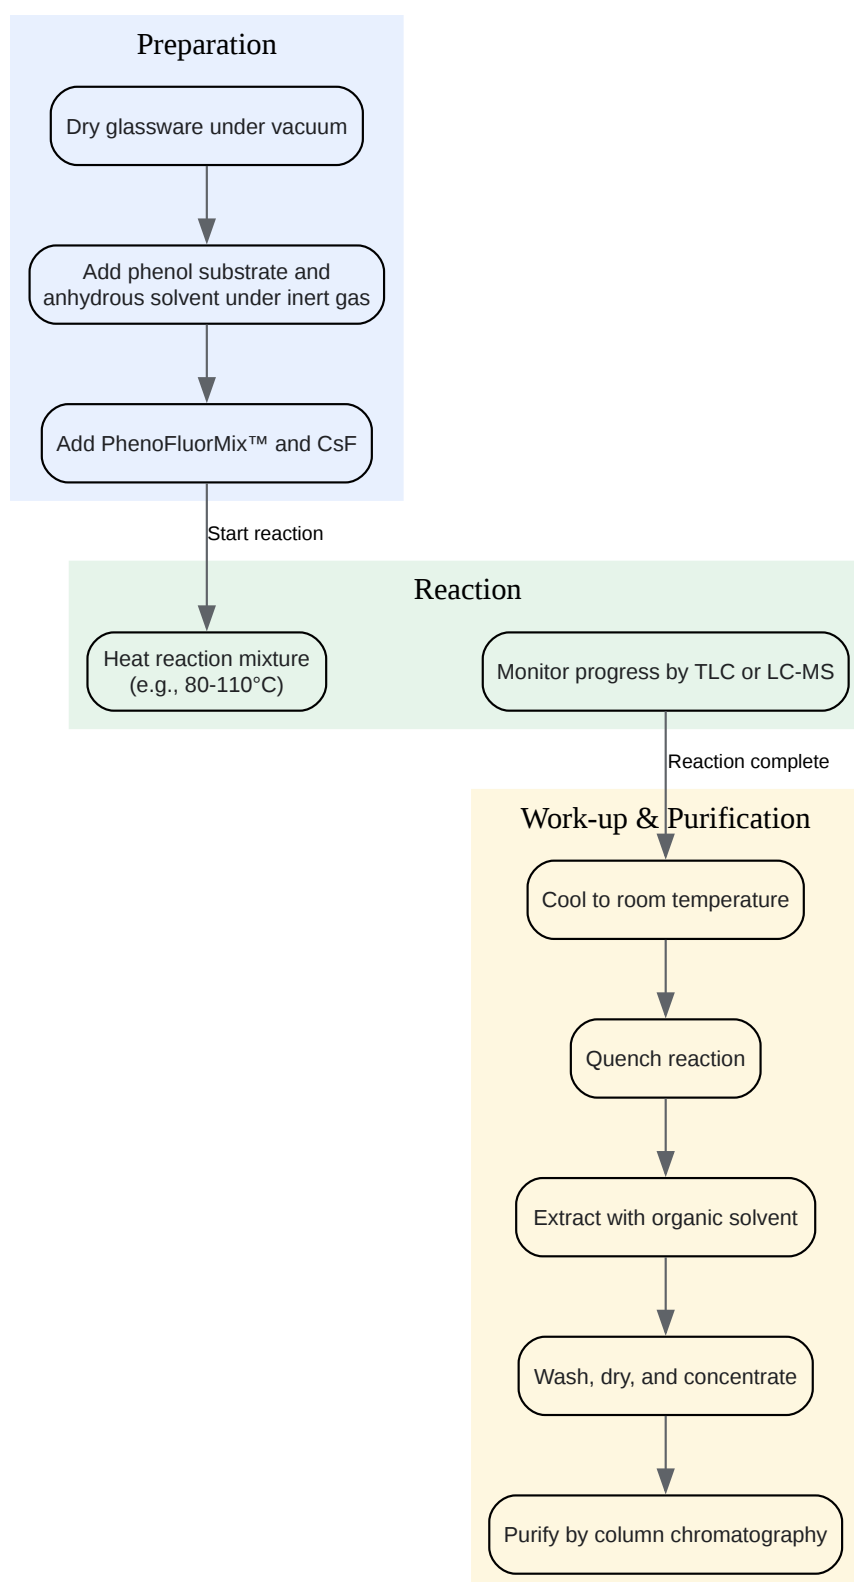 Preparation
Dry glassware under vacuum
Add phenol substrate and
anhydrous solvent under inert gas
Add PhenoFluorMix™ and CsF
Start reaction
Reaction
Heat reaction mixture
(e.g., 80-110°C)
Monitor progress by TLC or LC-MS
Reaction complete
Work-up & Purification
Cool to room temperature
Quench reaction
Extract with organic solvent
Wash, dry, and concentrate
Purify by column chromatography